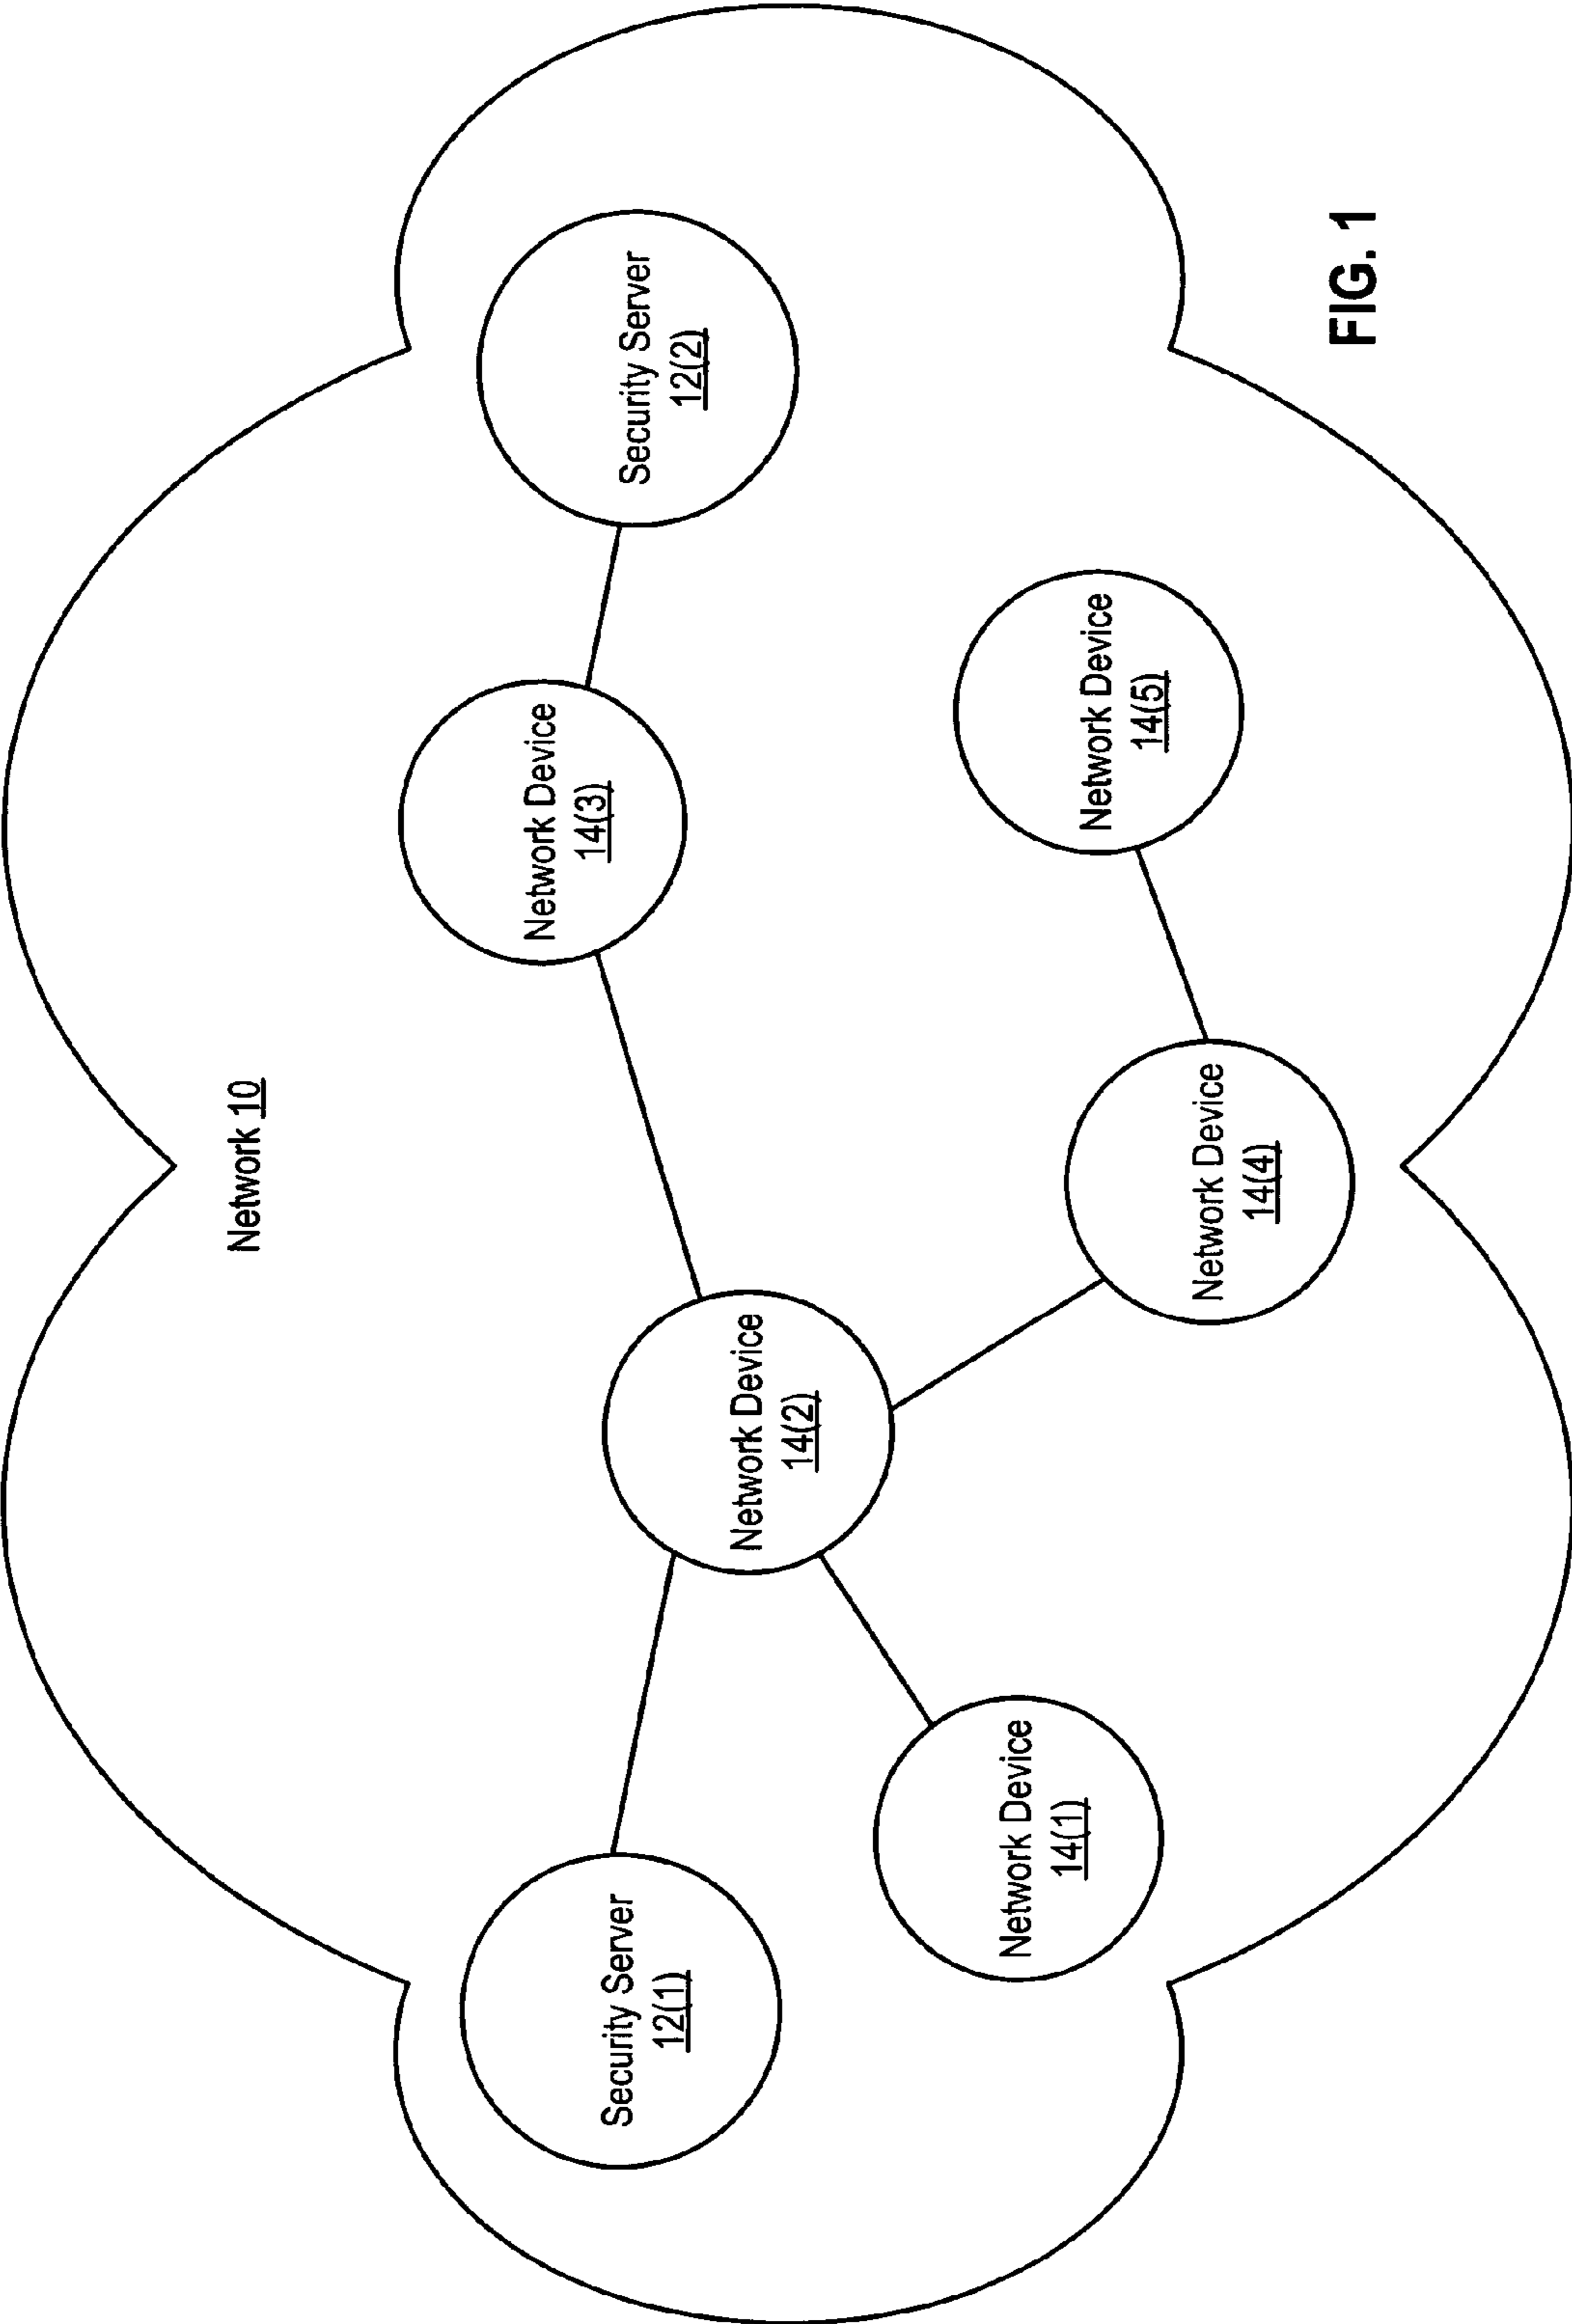 Network 10
Security Server
12(1)
Network Device
14(1)
Network Device
14(2)
Network Device
14(3)
Security Server
12(2)
Network Device
14(4)
Network Device
14(5)
FIG. 1